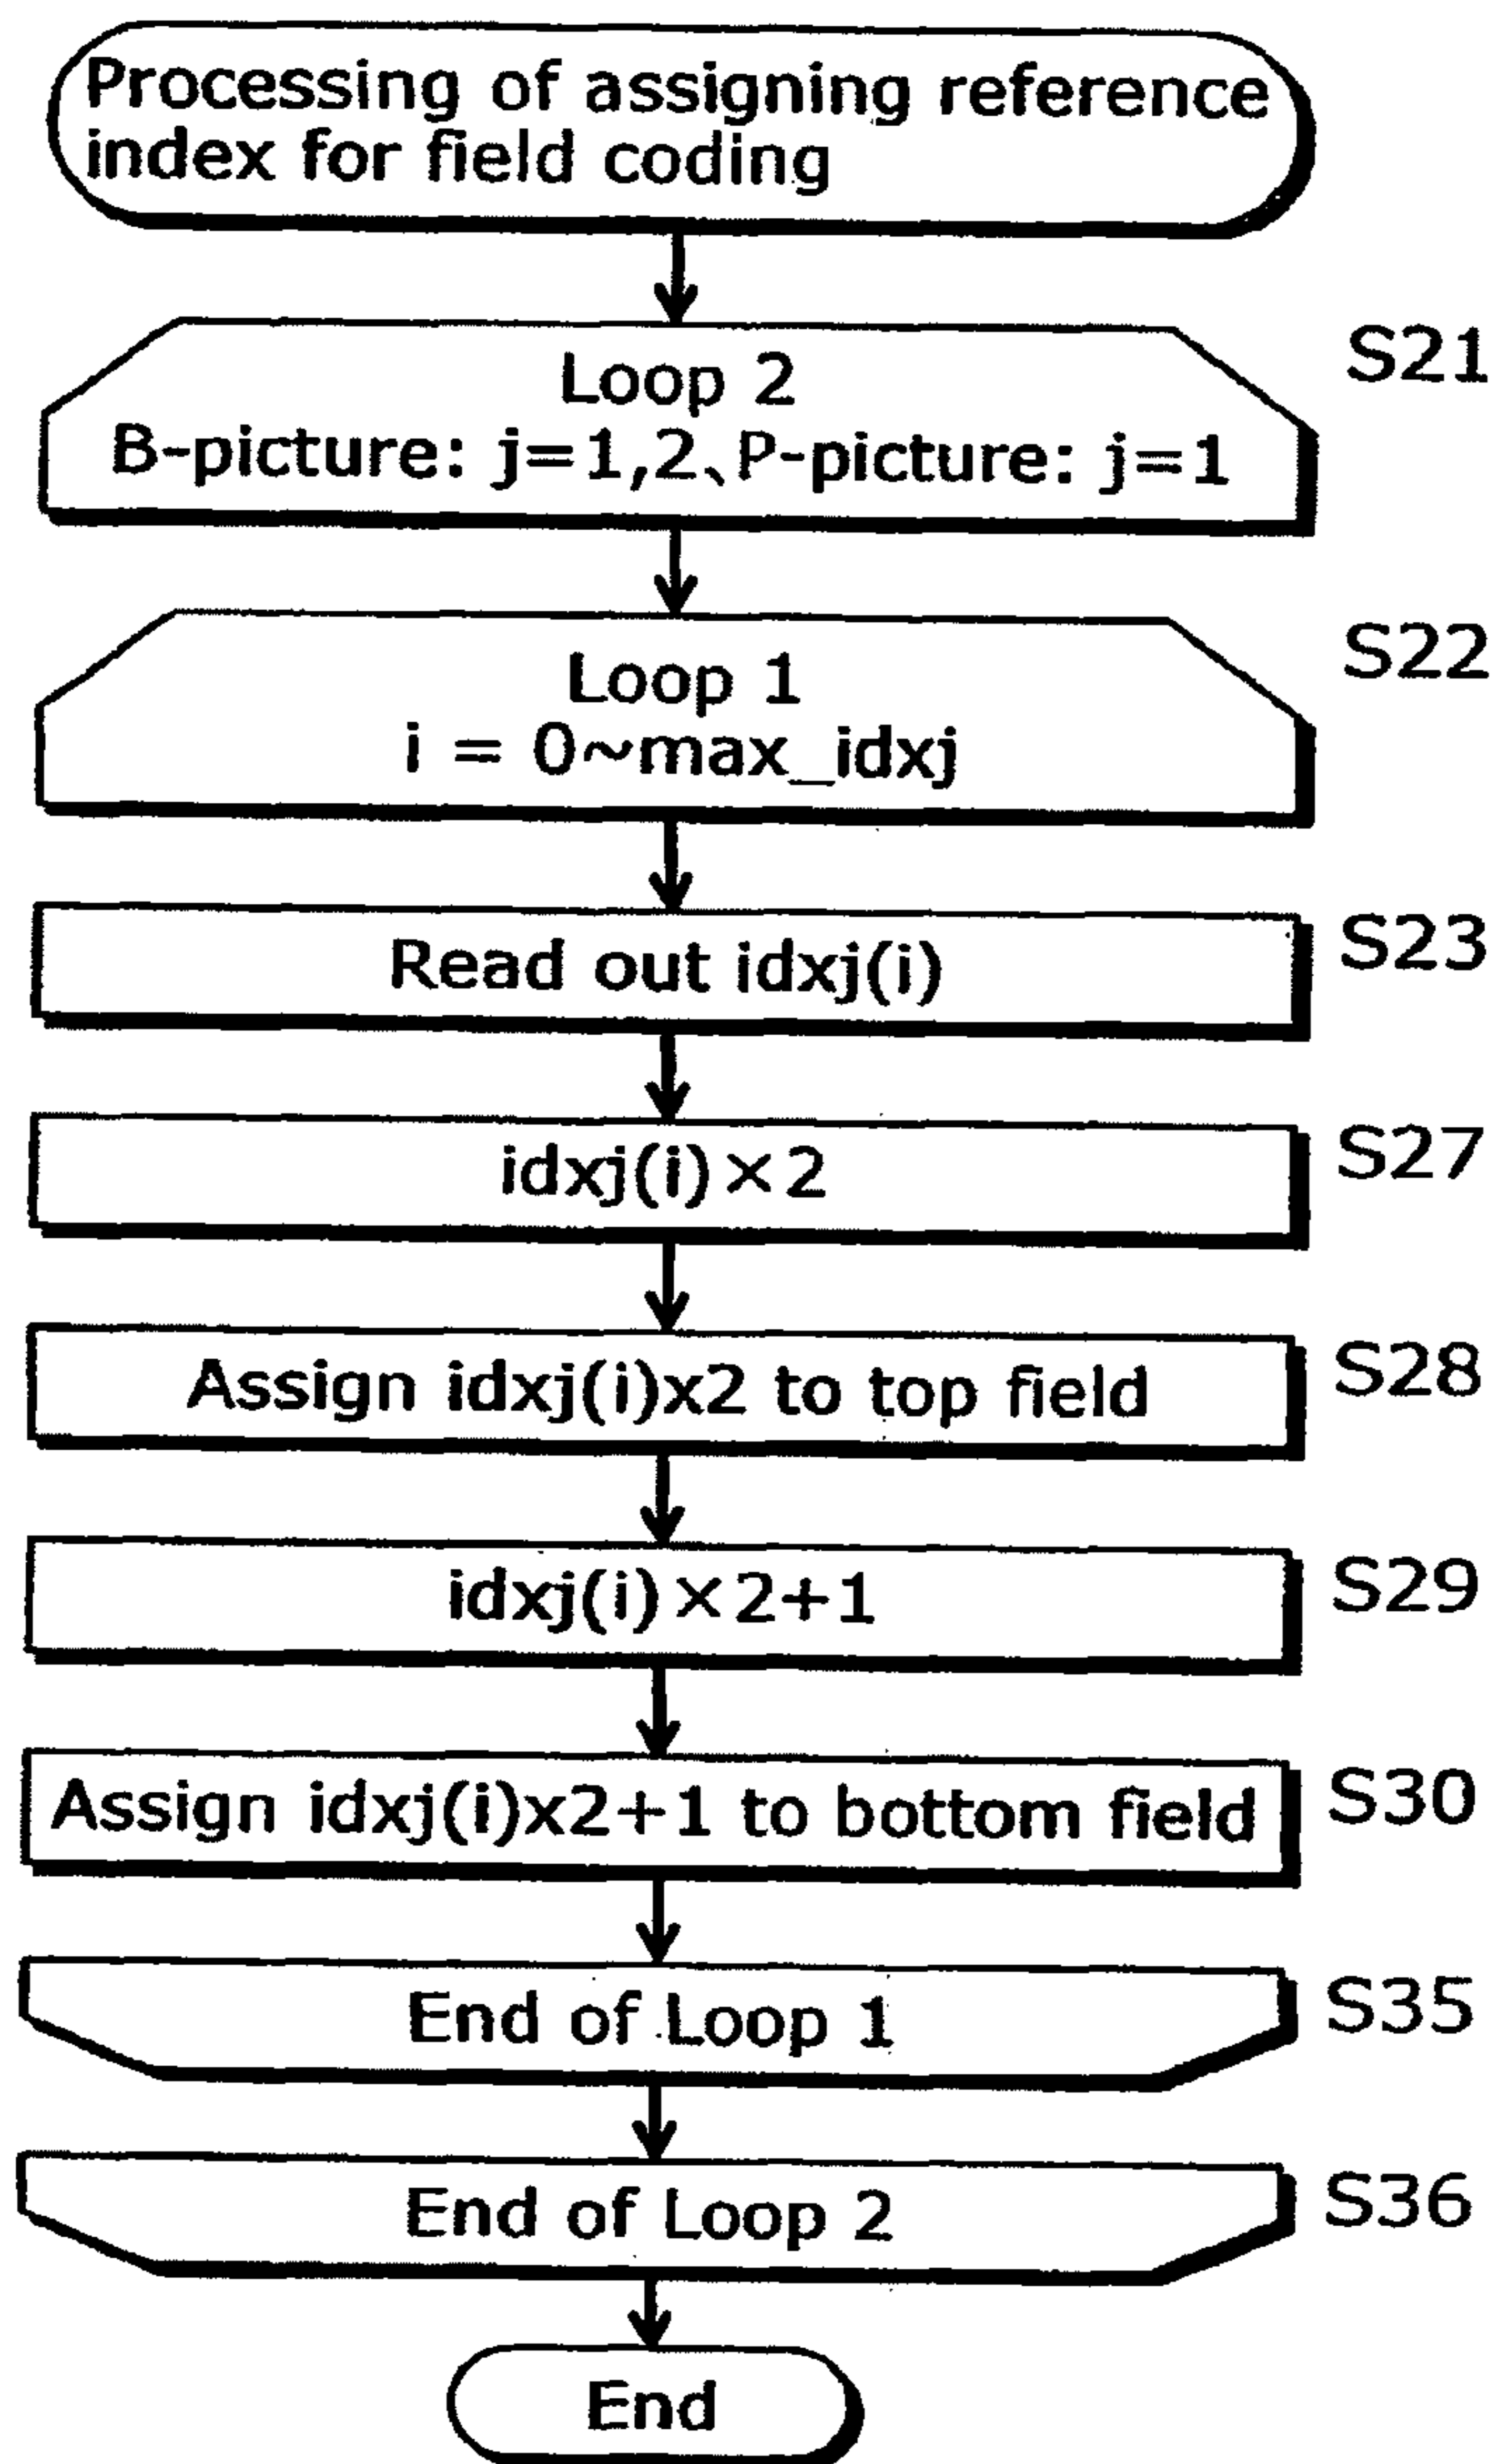 Processing of assigning reference
index for field coding
Loop 2
S21
B-picture: j=1,2、P-picture: j=1
Loop 1
S22
i = 0~max_idxj
Read out idxj(i)
S23
idxj(i)×2
S27
Assign idxj(i)x2 to top field
S28
idxj(i)×2+1
S29
Assign idxj(i)x2+1 to bottom field
S30
End of Loop 1
S35
End of Loop 2
S36
End